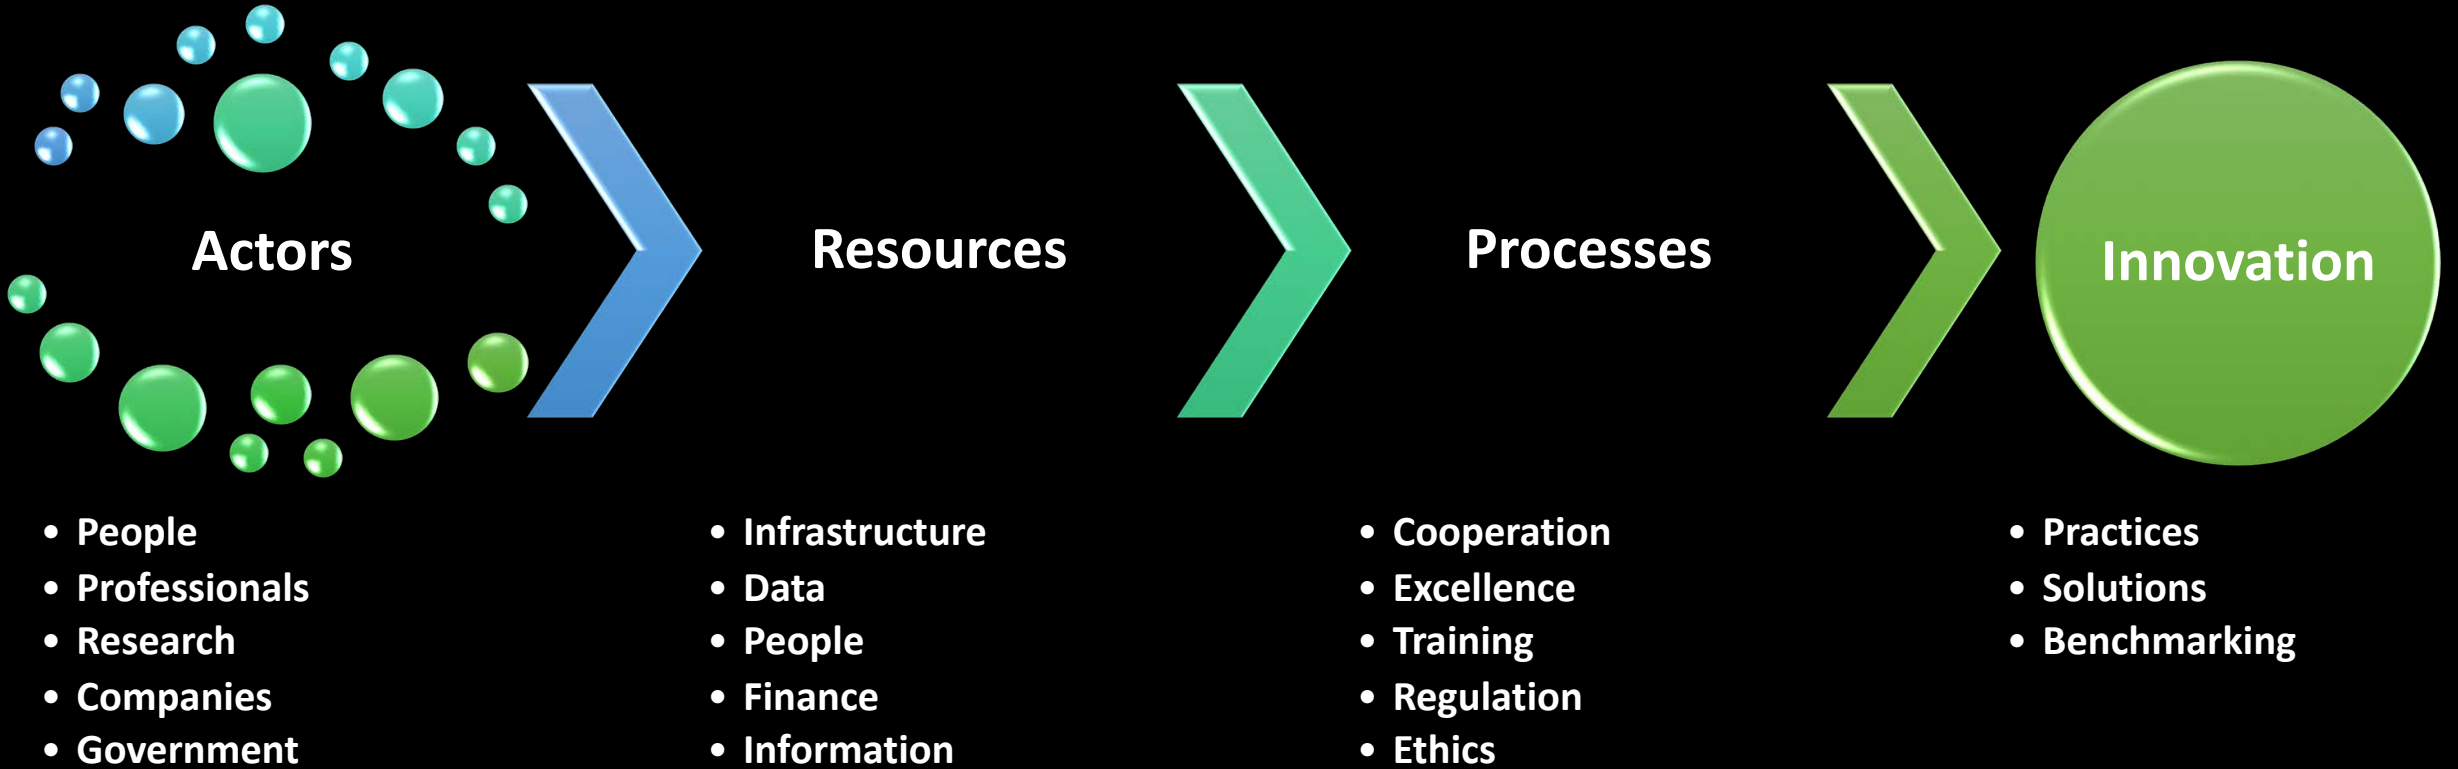 Actors
Resources
Processes
Innovation
• People
• Professionals
• Research
• Companies
• Government
• Infrastructure
• Data
• People
• Finance
• Information
• Cooperation
• Excellence
• Training
• Regulation
• Ethics
• Practices
• Solutions
• Benchmarking